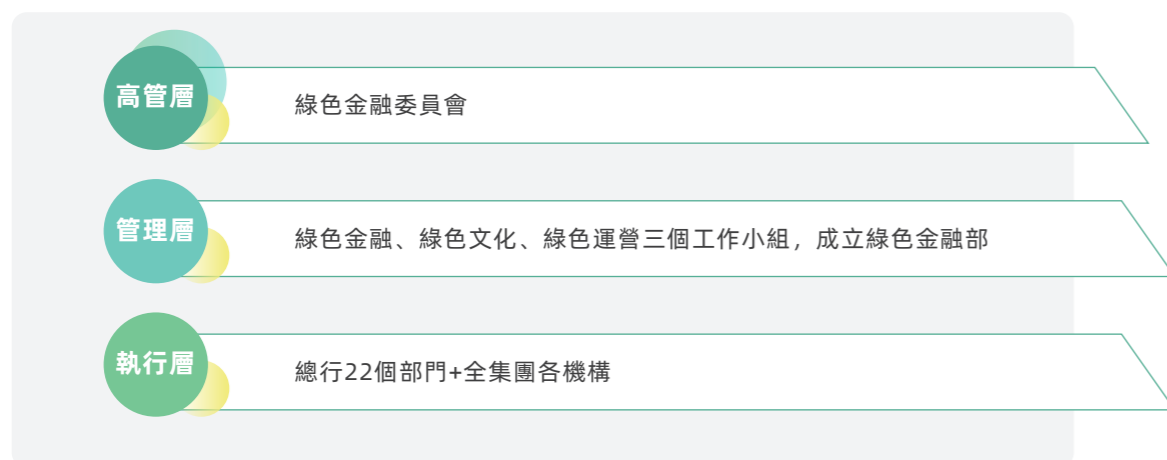 高管層
綠色金融委員會
管理層
綠色金融、綠色文化、綠色運營三個工作小組，成立綠色金融部
執行層
總行22個部門+全集團各機構